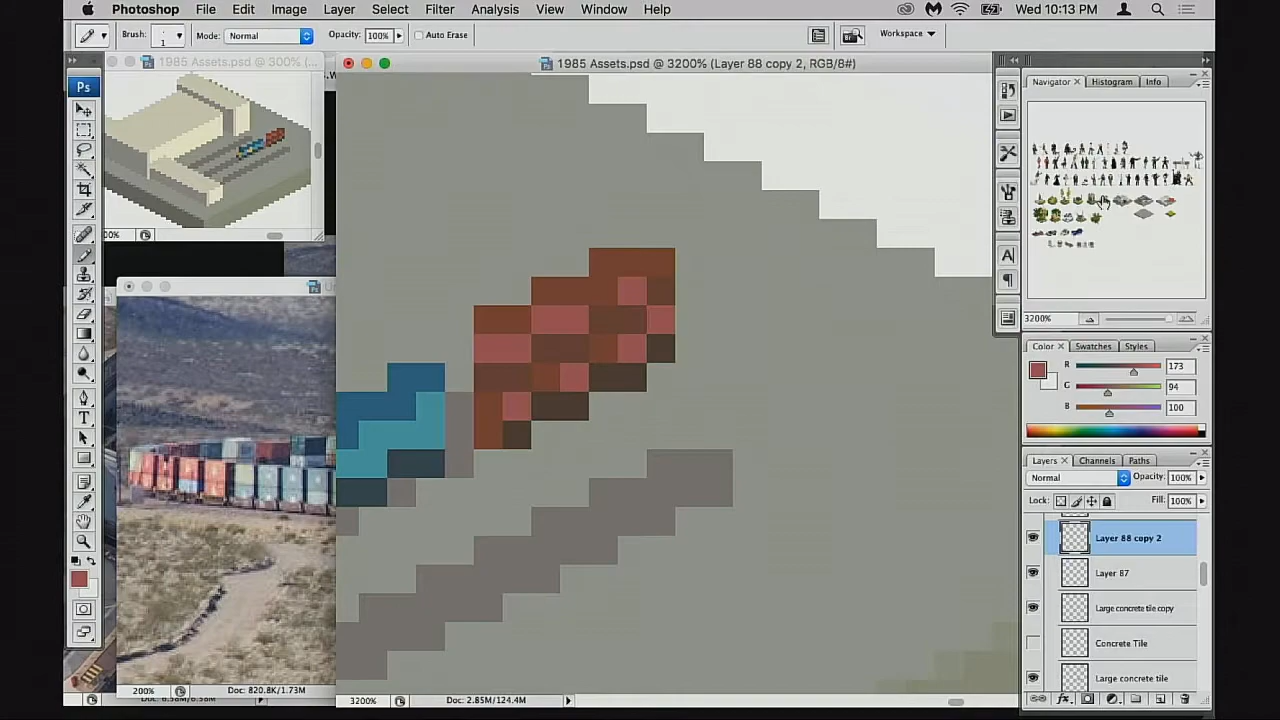 Photoshop File Edit Image Layer Select Filter Analysis View Window Help Wed 10:13 PM
Brush: 1 Mode: Normal Opacity: 100% Auto Erase Workspace
1985 Assets.psd @ 300% (...
1985 Assets.psd @ 3200% (Layer 88 copy 2, RGB/8#)
Ps
Navigator Histogram Info
3200%
Color Swatches Styles
R 173
G 94
B 100
Layers Channels Paths
Normal Opacity: 100%
Lock: Fill: 100%
Layer 88 copy 2
Layer 87
Large concrete tile copy
Concrete Tile
Large concrete tile
200% Doc: 820.8K/1.73M
3200% Doc: 2.85M/124.4M